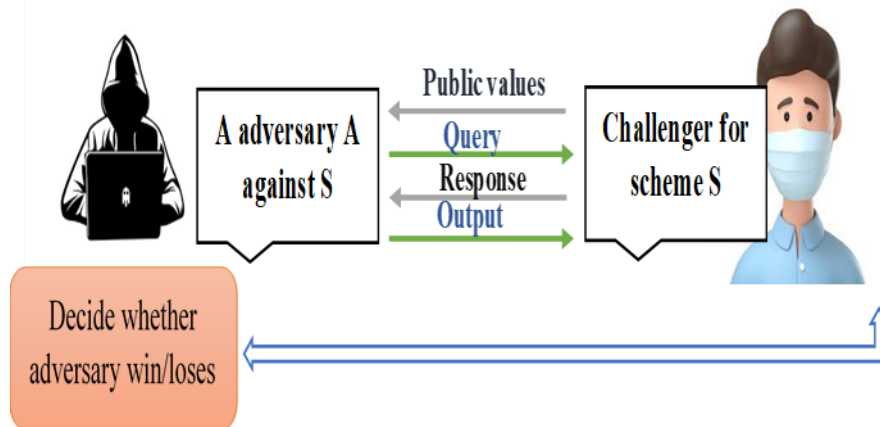 Public values
A adversary A
against S
Query
Response
Output
Challenger for
scheme S
Decide whether
adversary win/loses